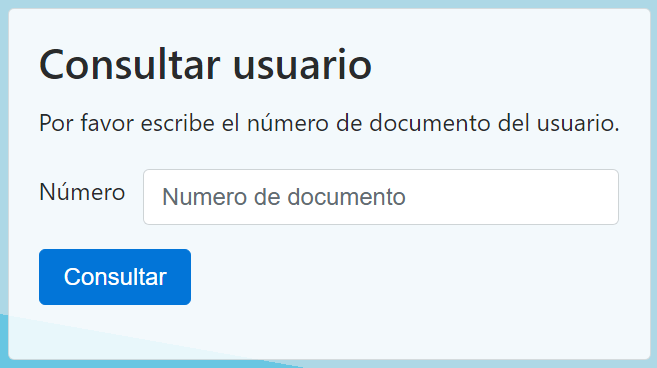 Consultar usuario
Por favor escribe el número de documento del usuario.
Número
Numero de documento
Consultar